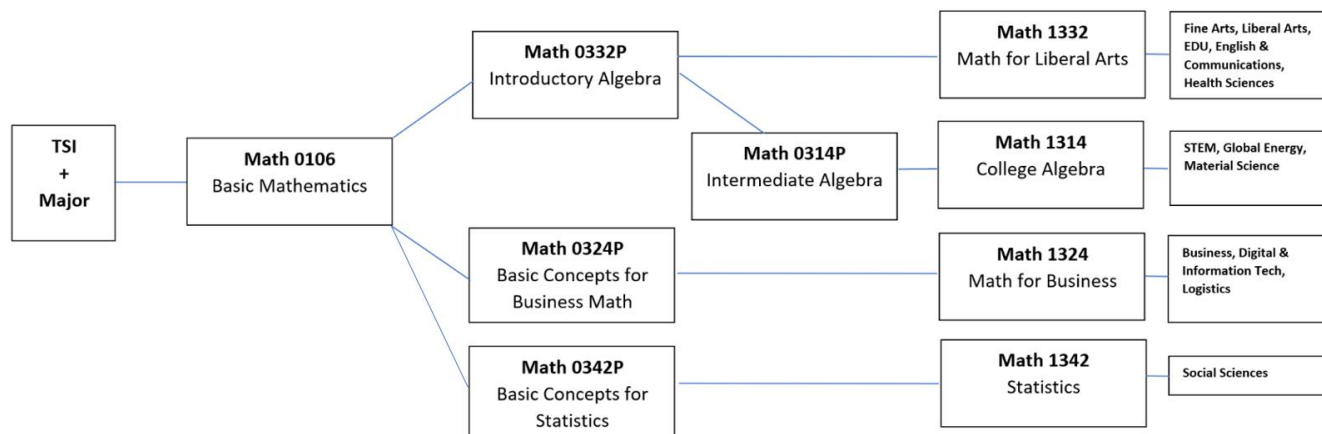 TSI
+
Major
Math 0106
Basic Mathematics
Math 0332P
Introductory Algebra
Math 0324P
Basic Concepts for
Business Math
Math 0342P
Basic Concepts for
Statistics
Math 0314P
Intermediate Algebra
Math 1332
Math for Liberal Arts
Math 1314
College Algebra
Math 1324
Math for Business
Math 1342
Statistics
Fine Arts, Liberal Arts,
EDU, English &
Communications,
Health Sciences
STEM, Global Energy,
Material Science
Business, Digital &
Information Tech,
Logistics
Social Sciences